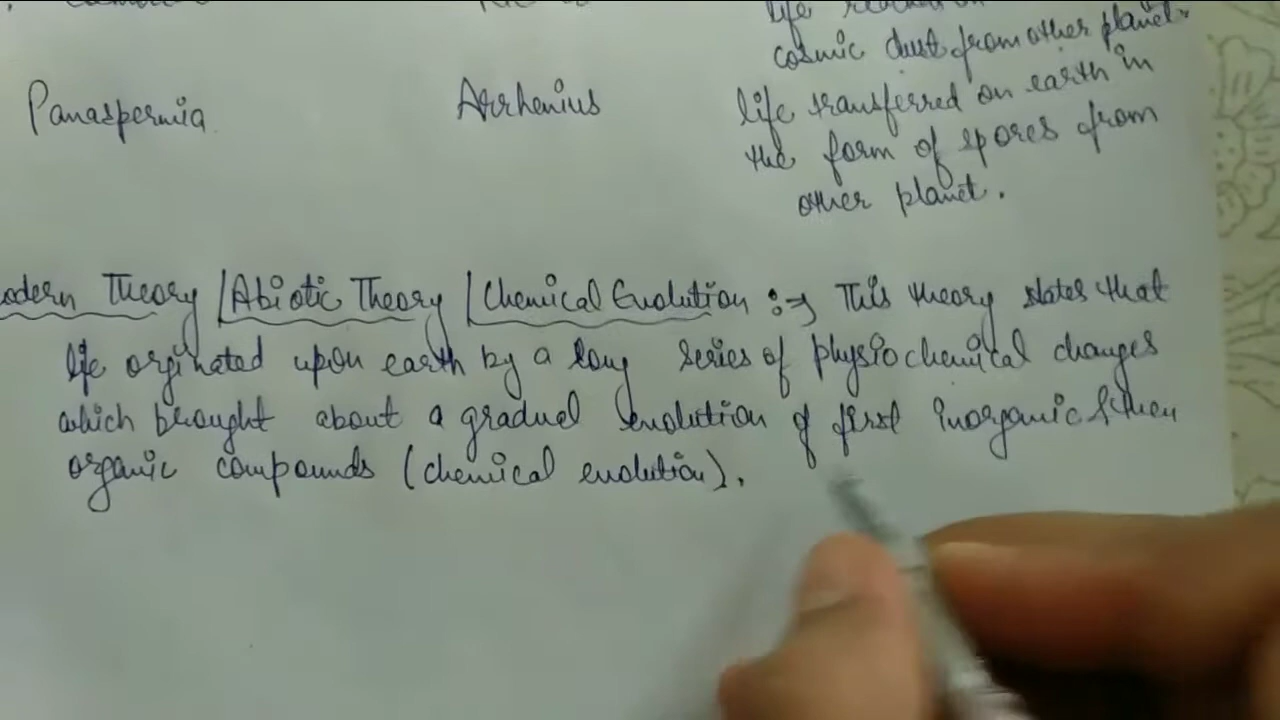 life
cosmic dust from other planet.
Panaspermia Arrhenius life transferred on earth in
the form of spores from
other planet.
odern Theory / Abiotic Theory / Chemical Evolution :→ This theory states that
life orginated upon earth by a long series of physiochemical changes
which brought about a gradual evolution of first inorganic & then
organic compounds (chemical evolution).